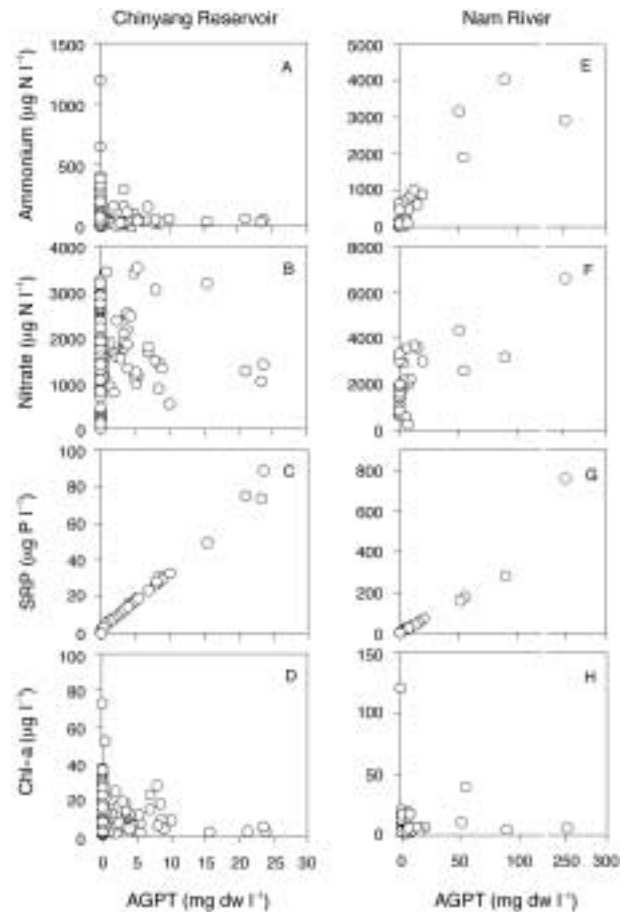 Chinyang Reservoir
Nam River
Ammonium (µg N l⁻¹)
1500
1000
500
0
A
5000
4000
3000
2000
1000
0
E
Nitrate (µg N l⁻¹)
4000
3000
2000
1000
0
B
8000
6000
4000
2000
0
F
SRP (µg P l⁻¹)
100
80
60
40
20
0
C
800
600
400
200
0
G
Chl-a (µg l⁻¹)
100
80
60
40
20
0
D
150
100
50
0
H
0 5 10 15 20 25 30
0 50 100 250 300
AGPT (mg dw l⁻¹)
AGPT (mg dw l⁻¹)